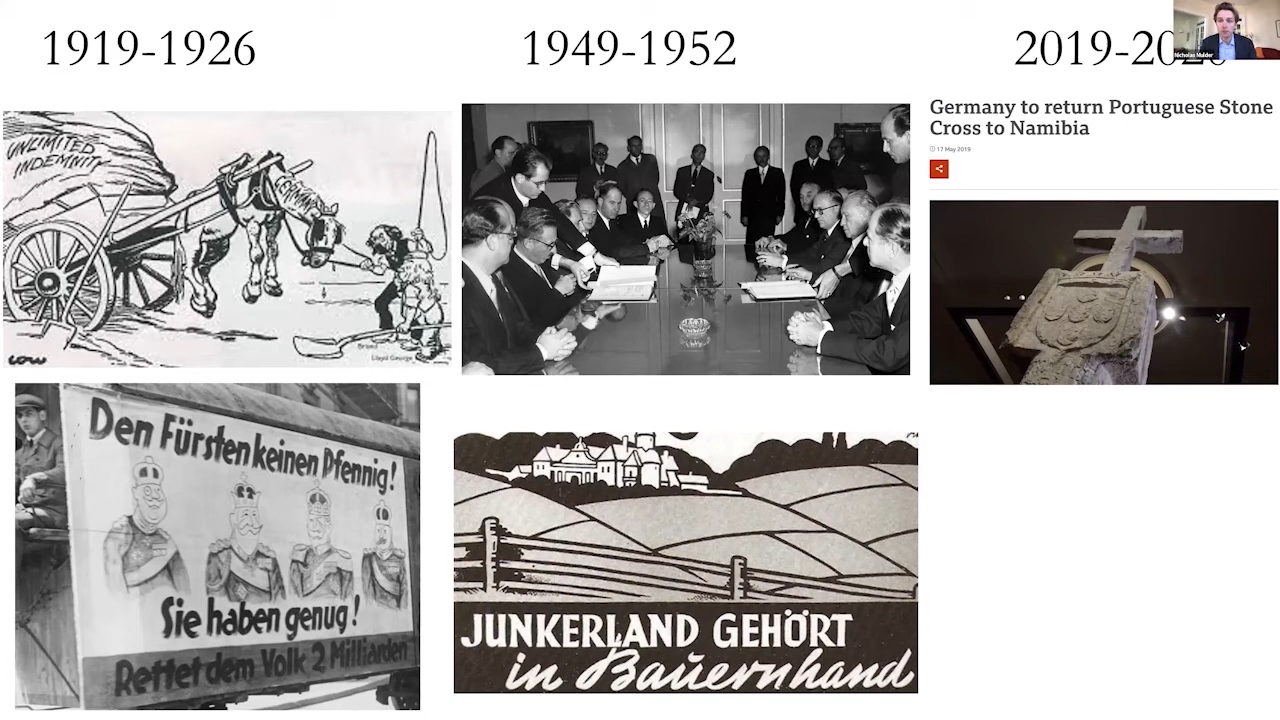 1919-1926
1949-1952
2019-20
Nicholas Mulder
UNLIMITED
INDEMNITY
Briand
Lloyd George
LOW
Den Fürsten keinen Pfennig!
Sie haben genug!
Rettet dem Volk 2 Milliarden
JUNKERLAND GEHÖRT
in Bauernhand
Germany to return Portuguese Stone
Cross to Namibia
17 May 2019